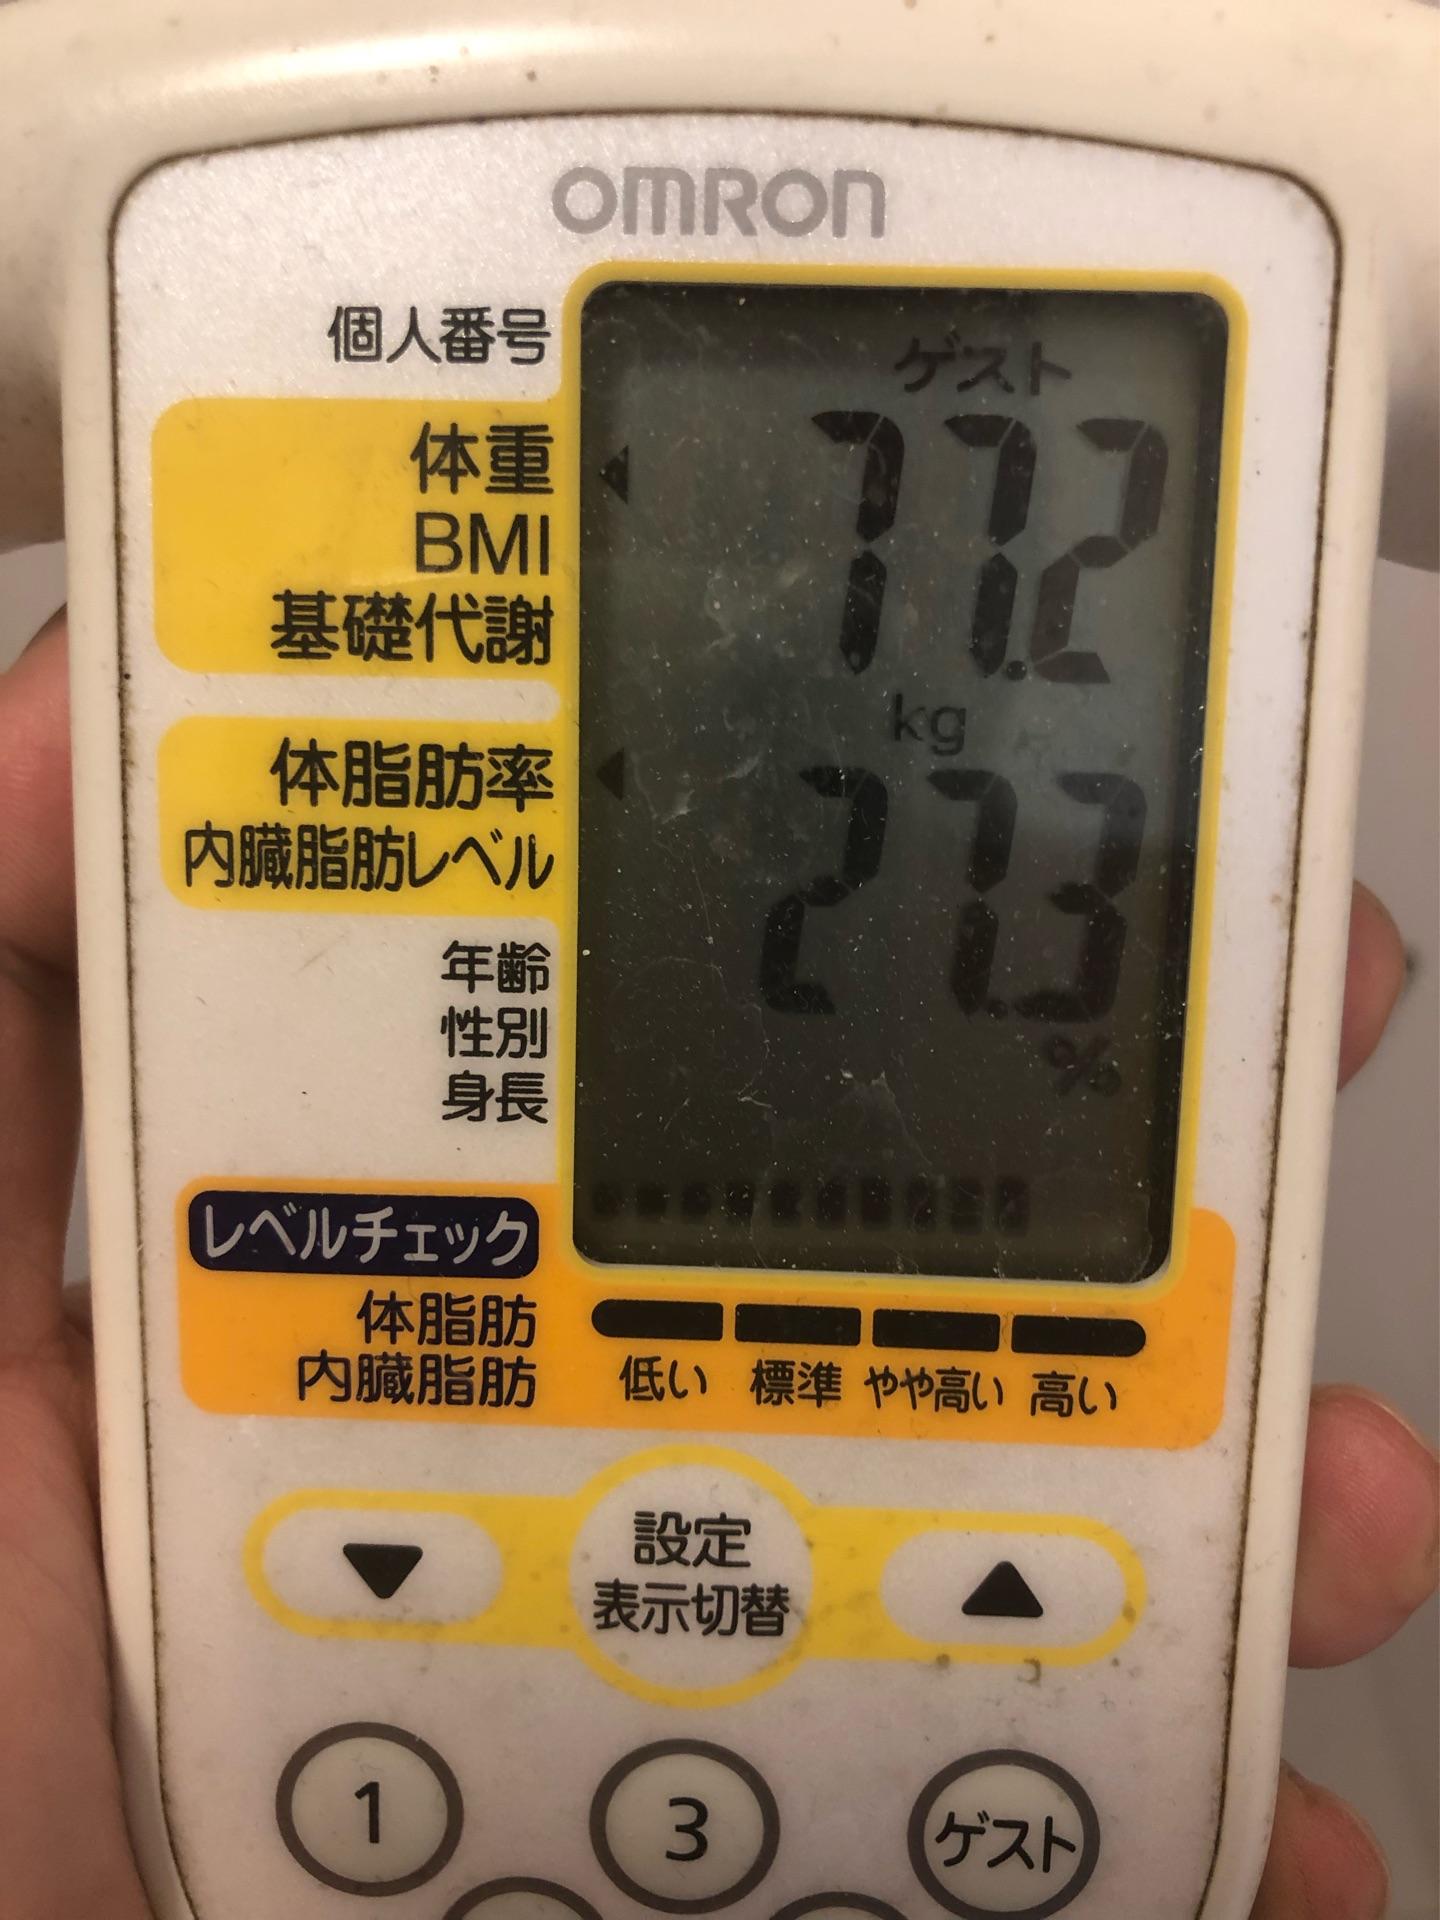 OMRON
個人番号
ゲスト
体重
77.2
BMI
基礎代謝
kg
体脂肪率
27.3
内臓脂肪レベル
年齢
%
性別
身長
レベルチェック
体脂肪
内臓脂肪
低い 標準 やや高い 高い
設定
表示切替
1 3 ゲスト